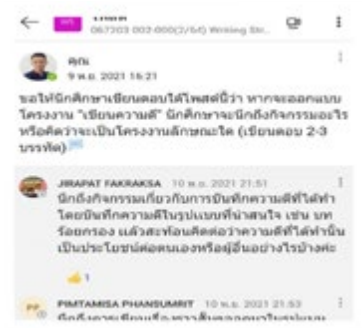 067203 002-000(2/64) Writing Str..
คุณ
9 พ.ย. 2021 16:21
ขอให้นักศึกษาเขียนตอบใต้โพสต์นี้ว่า หากจะออกแบบ
โครงงาน "เขียนความดี" นักศึกษาจะนึกถึงกิจกรรมอะไร
หรือคิดว่าจะเป็นโครงงานลักษณะใด (เขียนตอบ 2-3
บรรทัด)
JIRAPAT FAKRAKSA 10 พ.ย. 2021 21:51
นึกถึงกิจกรรมเกี่ยวกับการบันทึกความดีที่ได้ทำ
โดยบันทึกความดีในรูปแบบที่น่าสนใจ เช่น บท
ร้อยกรอง แล้วสะท้อนคิดต่อว่าความดีที่ได้ทำนั้น
เป็นประโยชน์ต่อตนเองหรือผู้อื่นอย่างไรบ้างค่ะ
1
PP
PIMTAMISA PHANSUMRIT 10 พ.ย. 2021 21:53